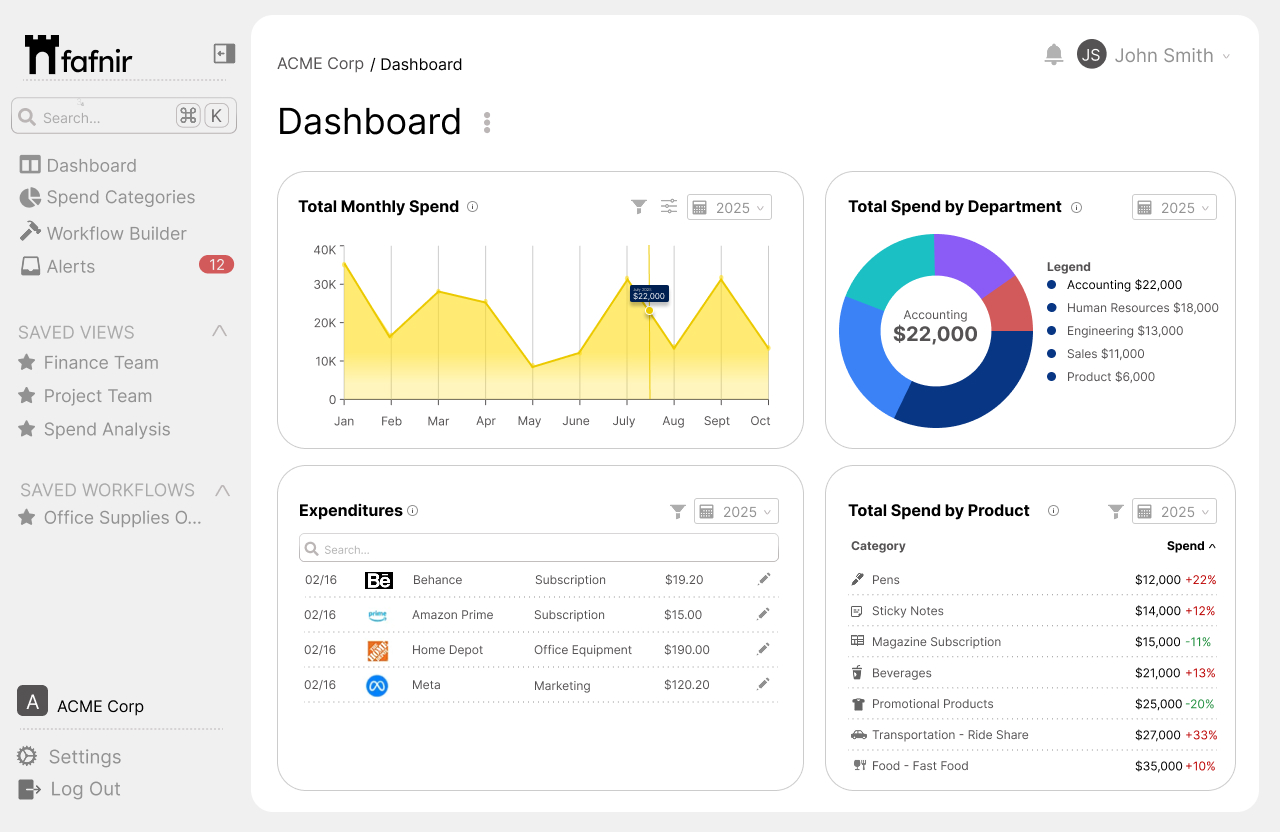 fafnir
Search...
⌘ K
Dashboard
Spend Categories
Workflow Builder
Alerts
12
SAVED VIEWS
Finance Team
Project Team
Spend Analysis
SAVED WORKFLOWS
Office Supplies O...
A ACME Corp
Settings
Log Out
ACME Corp / Dashboard
JS John Smith
Dashboard
Total Monthly Spend
2025
40K
30K
20K
10K
0
July 2025
$22,000
Jan Feb Mar Apr May June July Aug Sept Oct
Total Spend by Department
2025
Accounting
$22,000
Legend
Accounting $22,000
Human Resources $18,000
Engineering $13,000
Sales $11,000
Product $6,000
Expenditures
2025
Search...
02/16 Bē Behance Subscription $19.20
02/16 prime Amazon Prime Subscription $15.00
02/16 Home Depot Office Equipment $190.00
02/16 Meta Marketing $120.20
Total Spend by Product
2025
Category Spend
Pens $12,000 +22%
Sticky Notes $14,000 +12%
Magazine Subscription $15,000 -11%
Beverages $21,000 +13%
Promotional Products $25,000 -20%
Transportation - Ride Share $27,000 +33%
Food - Fast Food $35,000 +10%